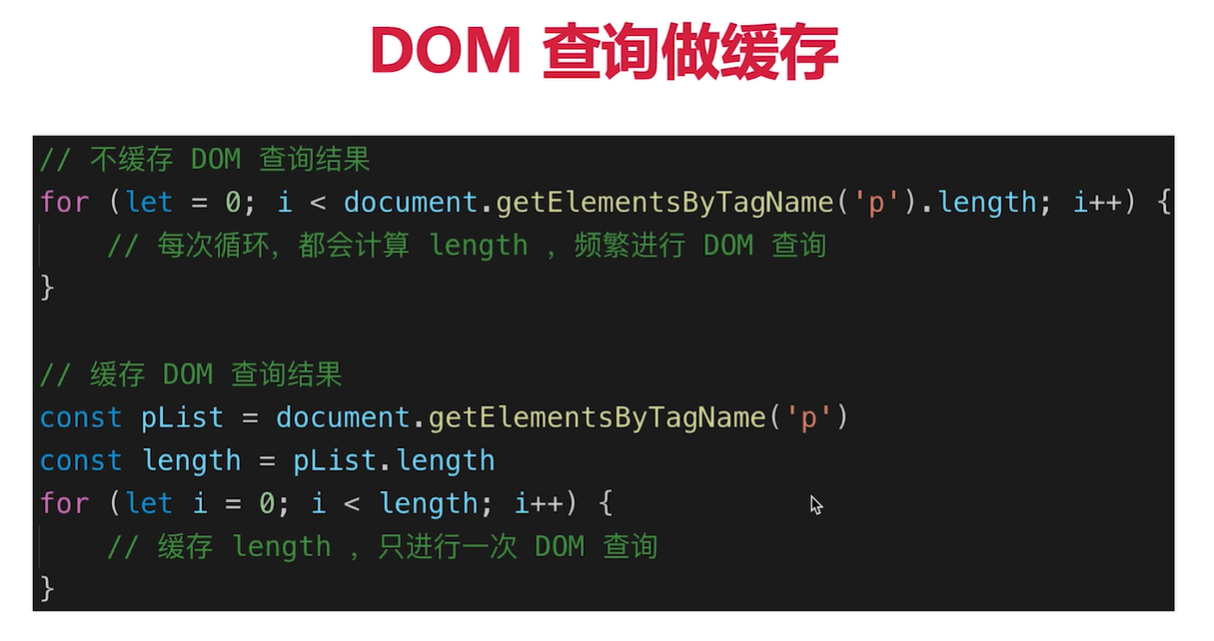 DOM 查询做缓存
// 不缓存 DOM 查询结果
for (let = 0; i < document.getElementsByTagName('p').length; i++) {
    // 每次循环，都会计算 length ，频繁进行 DOM 查询
}
// 缓存 DOM 查询结果
const pList = document.getElementsByTagName('p')
const length = pList.length
for (let i = 0; i < length; i++) {
    // 缓存 length ，只进行一次 DOM 查询
}